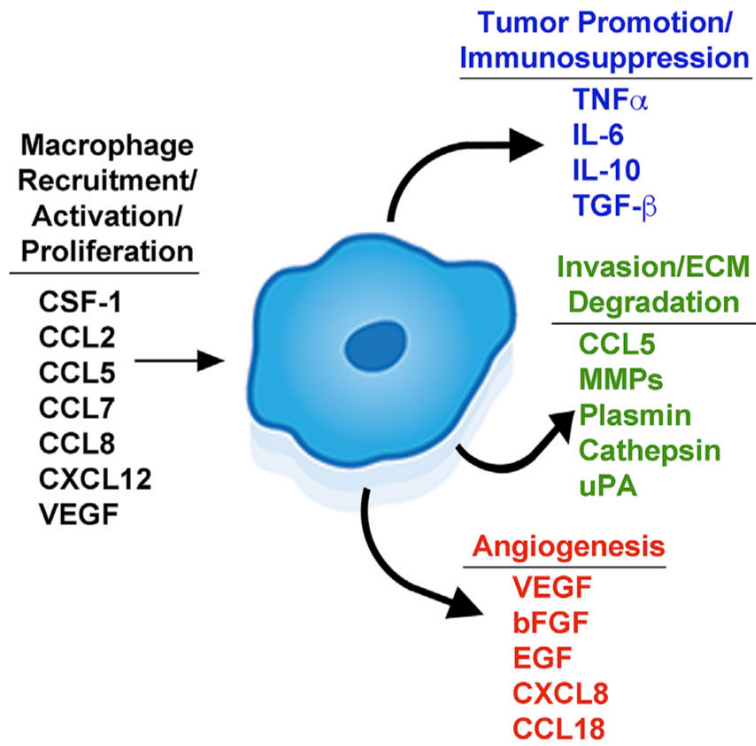 Macrophage
Recruitment/
Activation/
Proliferation
CSF-1
CCL2
CCL5
CCL7
CCL8
CXCL12
VEGF
Tumor Promotion/
Immunosuppression
TNFα
IL-6
IL-10
TGF-β
Invasion/ECM
Degradation
CCL5
MMPs
Plasmin
Cathepsin
uPA
Angiogenesis
VEGF
bFGF
EGF
CXCL8
CCL18